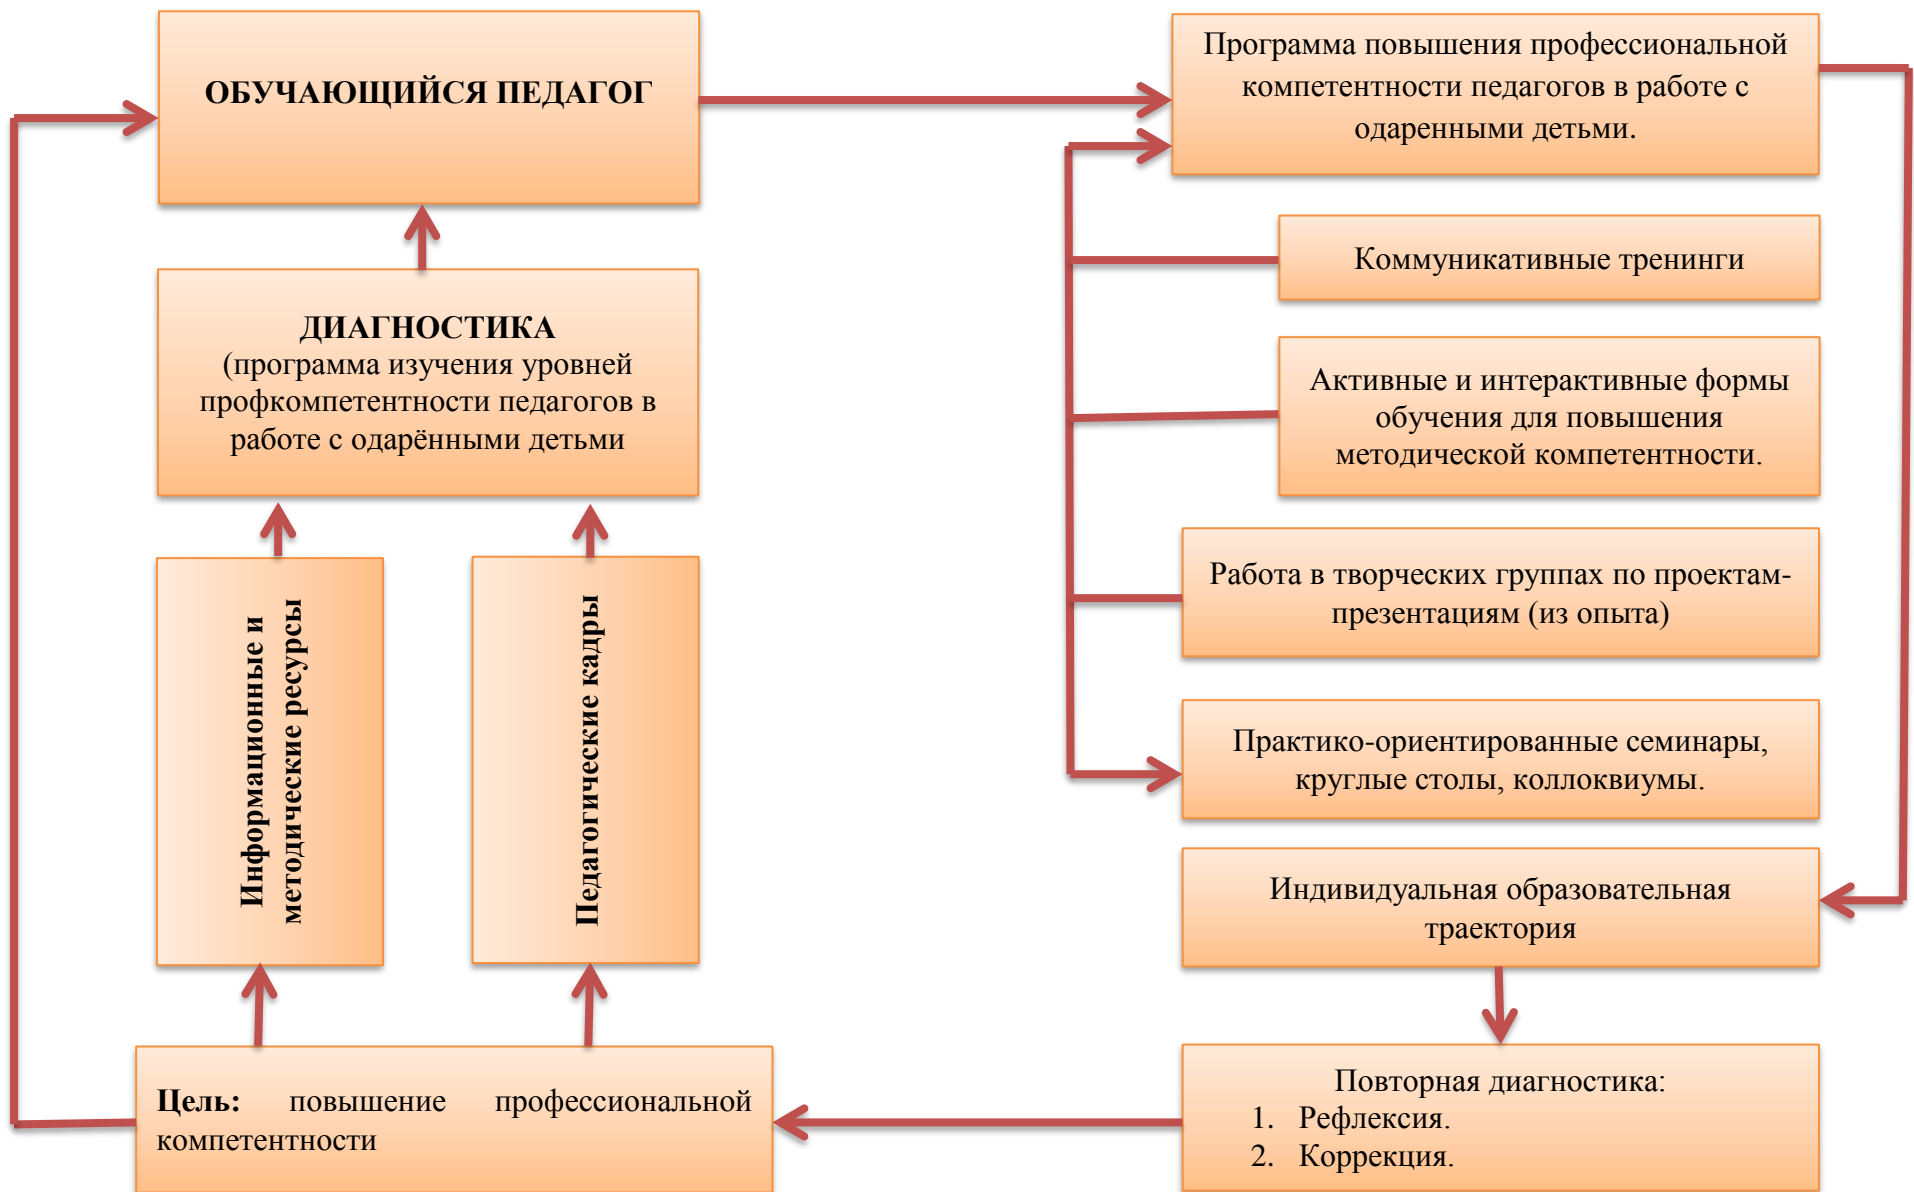 ОБУЧАЮЩИЙСЯ ПЕДАГОГ
ДИАГНОСТИКА
(программа изучения уровней
профкомпетентности педагогов в
работе с одарёнными детьми
Информационные и
методические ресурсы
Педагогические кадры
Цель: повышение профессиональной
компетентности
Программа повышения профессиональной
компетентности педагогов в работе с
одаренными детьми.
Коммуникативные тренинги
Активные и интерактивные формы
обучения для повышения
методической компетентности.
Работа в творческих группах по проектам-
презентациям (из опыта)
Практико-ориентированные семинары,
круглые столы, коллоквиумы.
Индивидуальная образовательная
траектория
Повторная диагностика:
1. Рефлексия.
2. Коррекция.